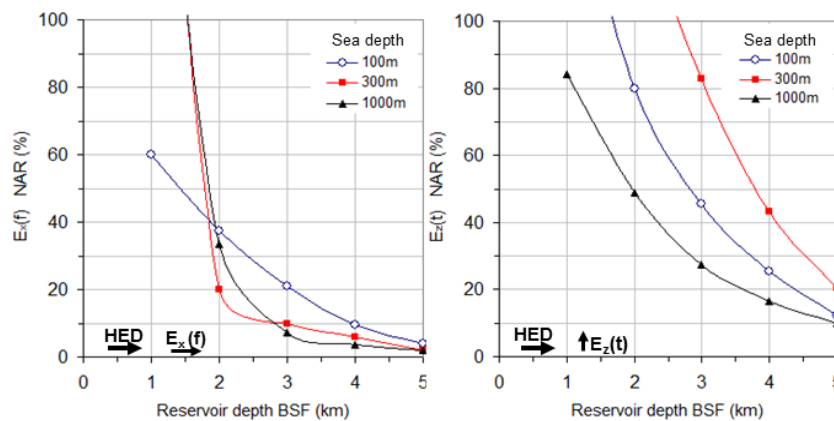 100
80
60
40
20
0
Eₓ(f) NAR (%)
Sea depth
100m
300m
1000m
HED
Eₓ(f)
0 1 2 3 4 5
Reservoir depth BSF (km)
100
80
60
40
20
0
E_z(t) NAR (%)
Sea depth
100m
300m
1000m
HED
E_z(t)
0 1 2 3 4 5
Reservoir depth BSF (km)